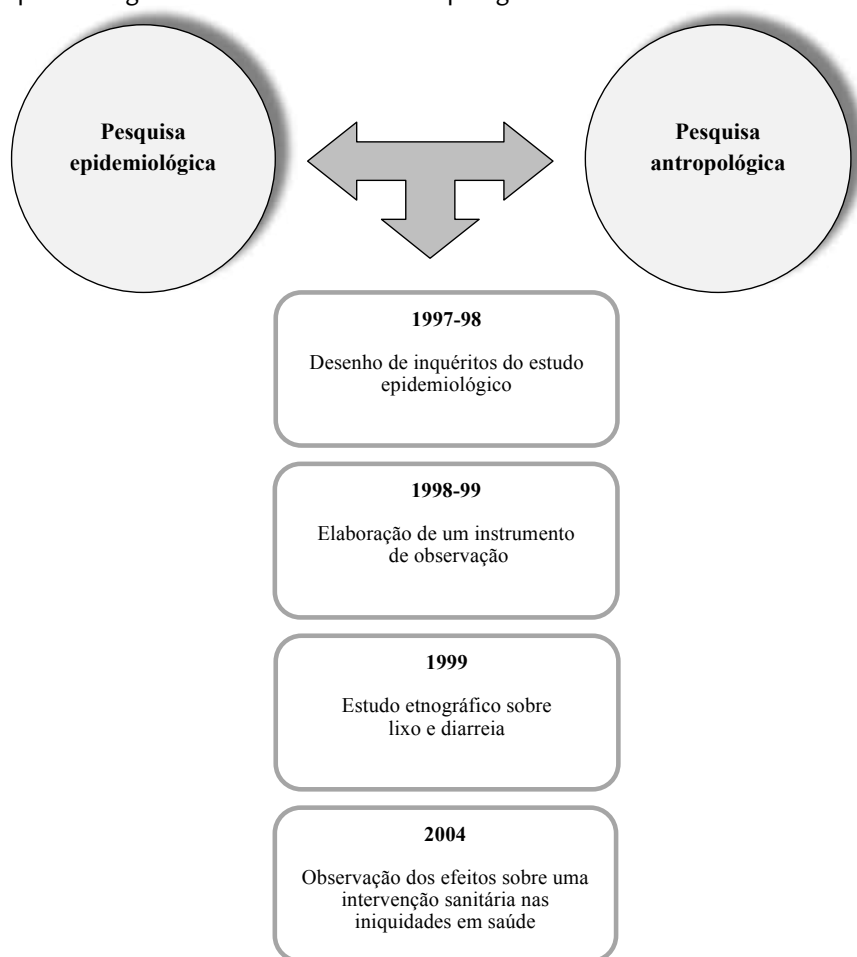 Pesquisa
epidemiológica
Pesquisa
antropológica
1997-98
Desenho de inquéritos do estudo
epidemiológico
1998-99
Elaboração de um instrumento
de observação
1999
Estudo etnográfico sobre
lixo e diarreia
2004
Observação dos efeitos sobre uma
intervenção sanitária nas
iniquidades em saúde